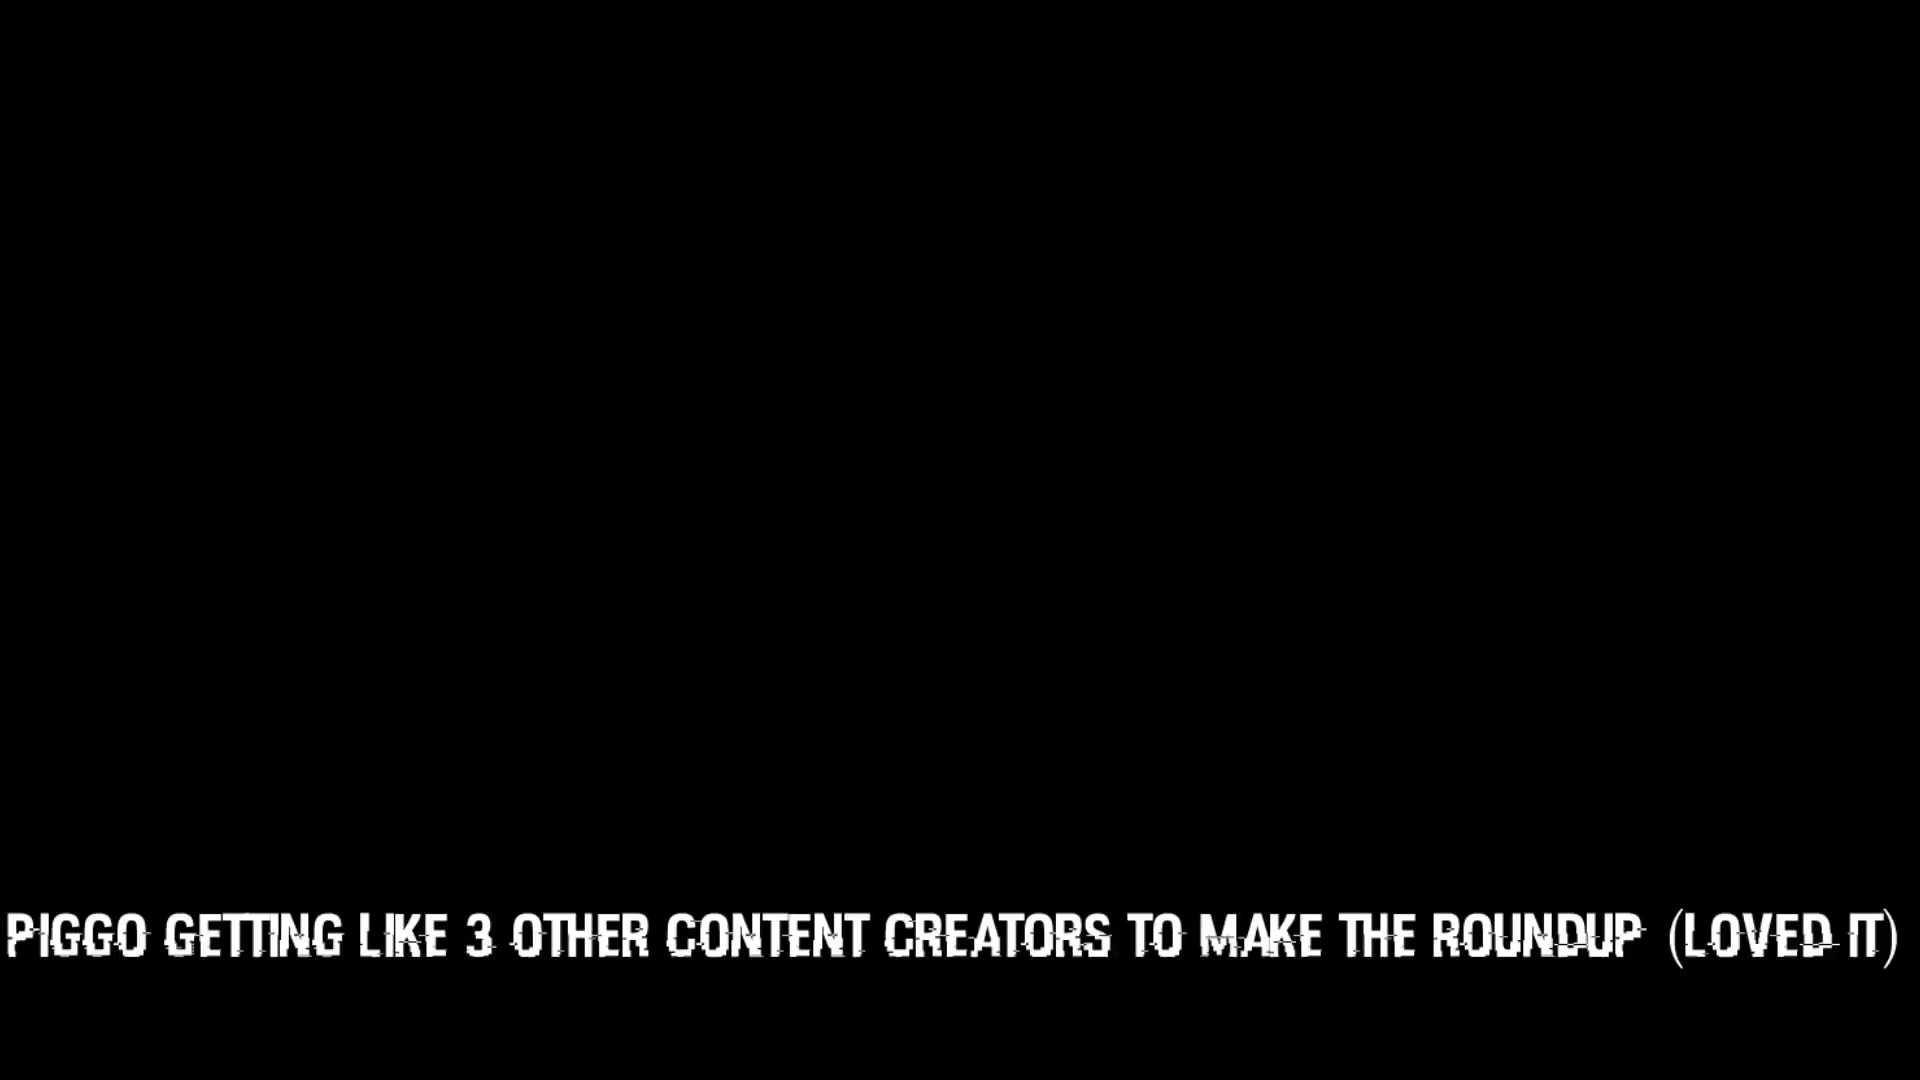 PIGGO GETTING LIKE 3 OTHER CONTENT CREATORS TO MAKE THE ROUNDUP (LOVED IT)